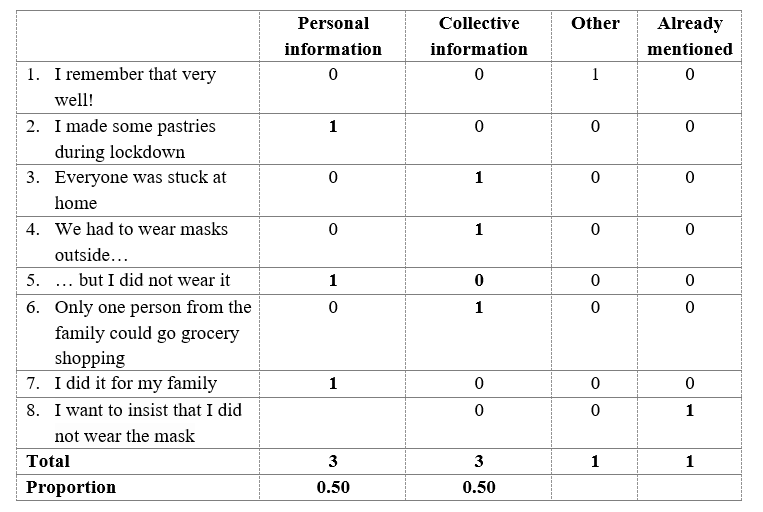 Personal information Collective information Other Already mentioned
1. I remember that very well! 0 0 1 0
2. I made some pastries during lockdown 1 0 0 0
3. Everyone was stuck at home 0 1 0 0
4. We had to wear masks outside… 0 1 0 0
5. … but I did not wear it 1 0 0 0
6. Only one person from the family could go grocery shopping 0 1 0 0
7. I did it for my family 1 0 0 0
8. I want to insist that I did not wear the mask 0 0 1
Total 3 3 1 1
Proportion 0.50 0.50